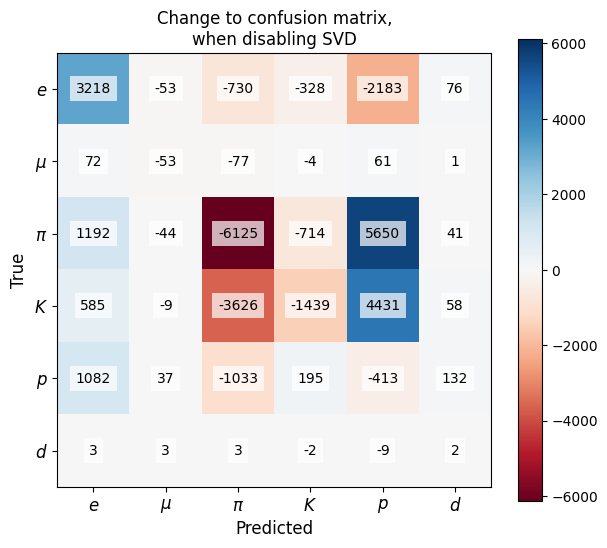 Change to confusion matrix,
when disabling SVD
e 3218 -53 -730 -328 -2183 76
μ 72 -53 -77 -4 61 1
π 1192 -44 -6125 -714 5650 41
K 585 -9 -3626 -1439 4431 58
p 1082 37 -1033 195 -413 132
d 3 3 3 -2 -9 2
e μ π K p d
Predicted
True
6000
4000
2000
0
−2000
−4000
−6000